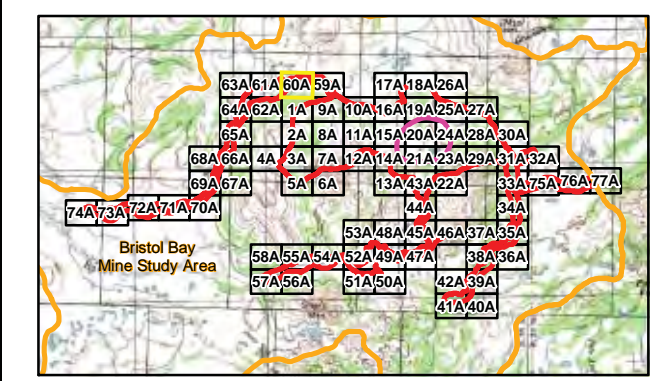 63A 61A 60A 59A 17A 18A 26A
64A 62A 1A 9A 10A 16A 19A 25A 27A
65A 2A 8A 11A 15A 20A 24A 28A 30A
68A 66A 4A 3A 7A 12A 14A 21A 23A 29A 31A 32A
69A 67A 5A 6A 13A 43A 22A 33A 75A 76A 77A
74A 73A 72A 71A 70A 44A 34A
53A 48A 45A 46A 37A 35A
Bristol Bay
Mine Study Area
58A 55A 54A 52A 49A 47A 38A 36A
57A 56A 51A 50A 42A 39A
41A 40A